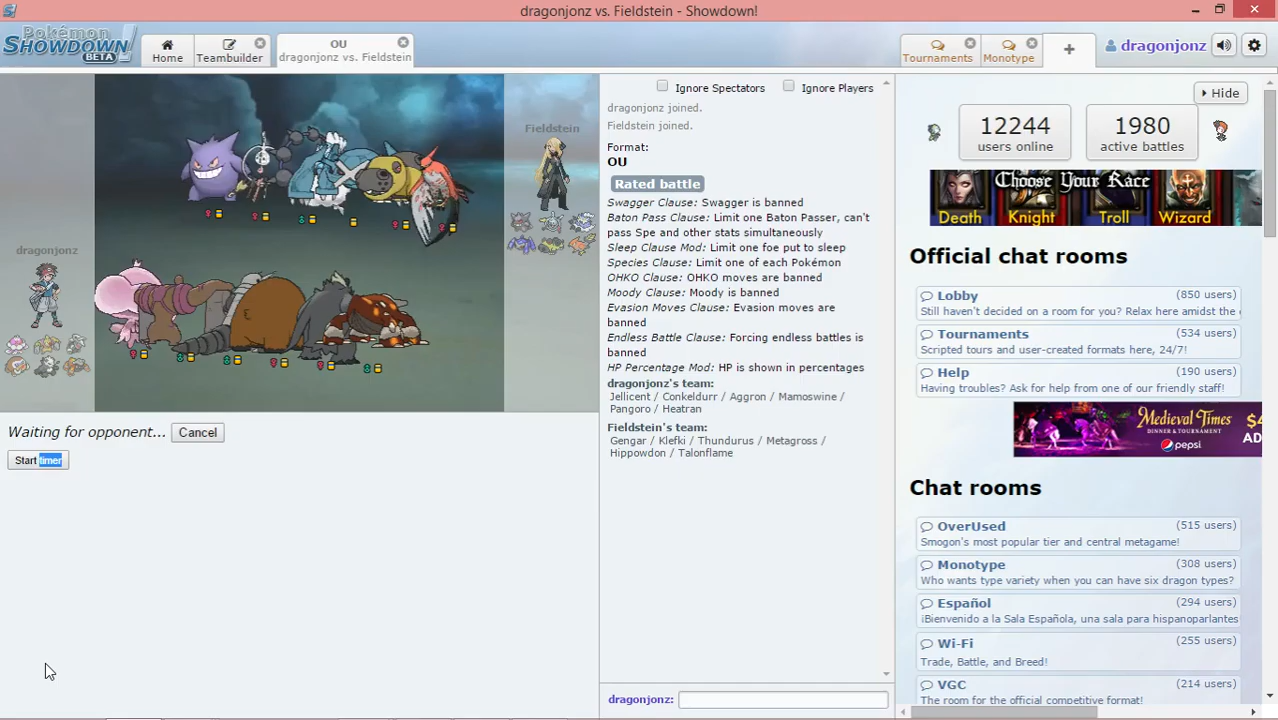 dragonjonz vs. Fieldstein - Showdown!
Pokémon
SHOWDOWN
BETA
Home
Teambuilder
OU
dragonjonz vs. Fieldstein
Tournaments
Monotype
+
dragonjonz
dragonjonz
Fieldstein
Waiting for opponent...
Cancel
Start timer
Ignore Spectators
Ignore Players
dragonjonz joined.
Fieldstein joined.
Format:
OU
Rated battle
Swagger Clause: Swagger is banned
Baton Pass Clause: Limit one Baton Passer, can't
pass Spe and other stats simultaneously
Sleep Clause Mod: Limit one foe put to sleep
Species Clause: Limit one of each Pokémon
OHKO Clause: OHKO moves are banned
Moody Clause: Moody is banned
Evasion Moves Clause: Evasion moves are
banned
Endless Battle Clause: Forcing endless battles is
banned
HP Percentage Mod: HP is shown in percentages
dragonjonz's team:
Jellicent / Conkeldurr / Aggron / Mamoswine /
Pangoro / Heatran
Fieldstein's team:
Gengar / Klefki / Thundurus / Metagross /
Hippowdon / Talonflame
dragonjonz:
Hide
12244
users online
1980
active battles
Choose Your Race
Death
Knight
Troll
Wizard
Official chat rooms
Lobby
(850 users)
Still haven't decided on a room for you? Relax here amidst the
Tournaments
(534 users)
Scripted tours and user-created formats here, 24/7!
Help
(190 users)
Having troubles? Ask for help from one of our friendly staff!
Medieval Times
DINNER & TOURNAMENT
pepsi
$4
AD
Chat rooms
OverUsed
(515 users)
Smogon's most popular tier and central metagame!
Monotype
(308 users)
Who wants type variety when you can have six dragon types?
Español
(294 users)
¡Bienvenido a la Sala Española, una sala para hispanoparlantes
Wi-Fi
(255 users)
Trade, Battle, and Breed!
VGC
(214 users)
The room for the official competitive format!